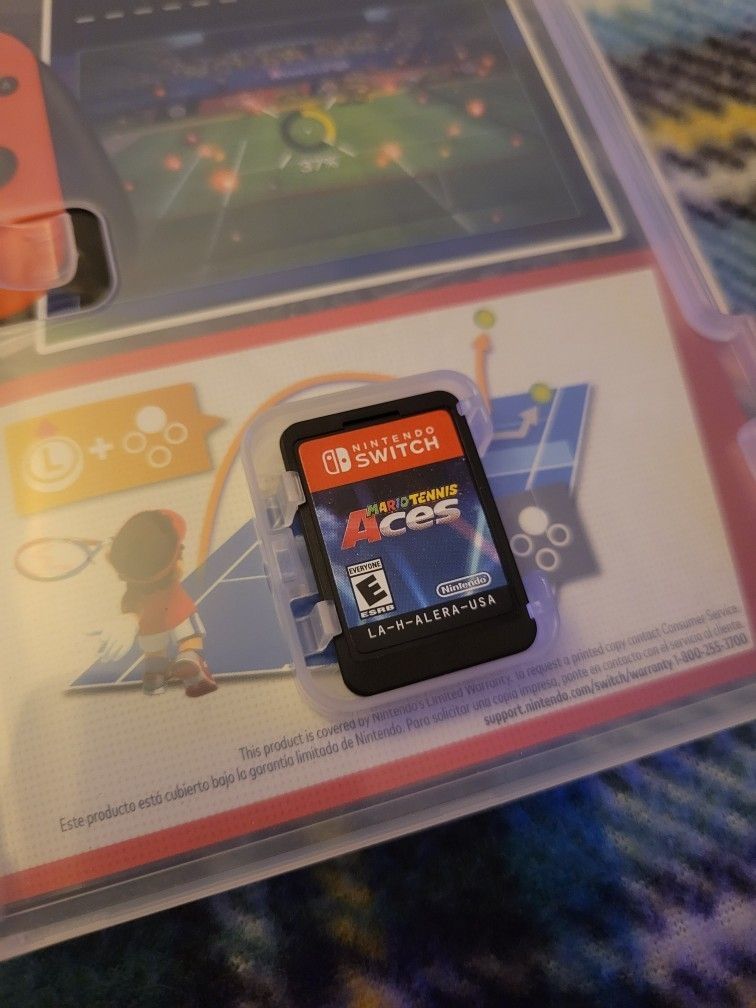 37%
L +
NINTENDO
SWITCH
MARIO TENNIS
Aces
EVERYONE
E
ESRB
Nintendo
LA-H-ALERA-USA
This product is covered by Nintendo's Limited Warranty, to request a printed copy contact Consumer Service.
Este producto está cubierto bajo la garantía limitada de Nintendo. Para solicitar una copia impresa, ponte en contacto con el servicio al cliente.
support.nintendo.com/switch/warranty 1-800-255-3700